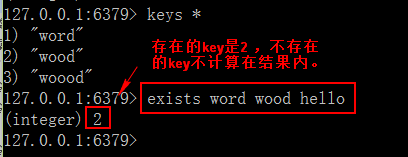 127.0.0.1:6379> keys *
1) "word"
2) "wood"
3) "woood"
存在的key是2 ，不存在
的key不计算在结果内。
127.0.0.1:6379> exists word wood hello
(integer) 2
127.0.0.1:6379>